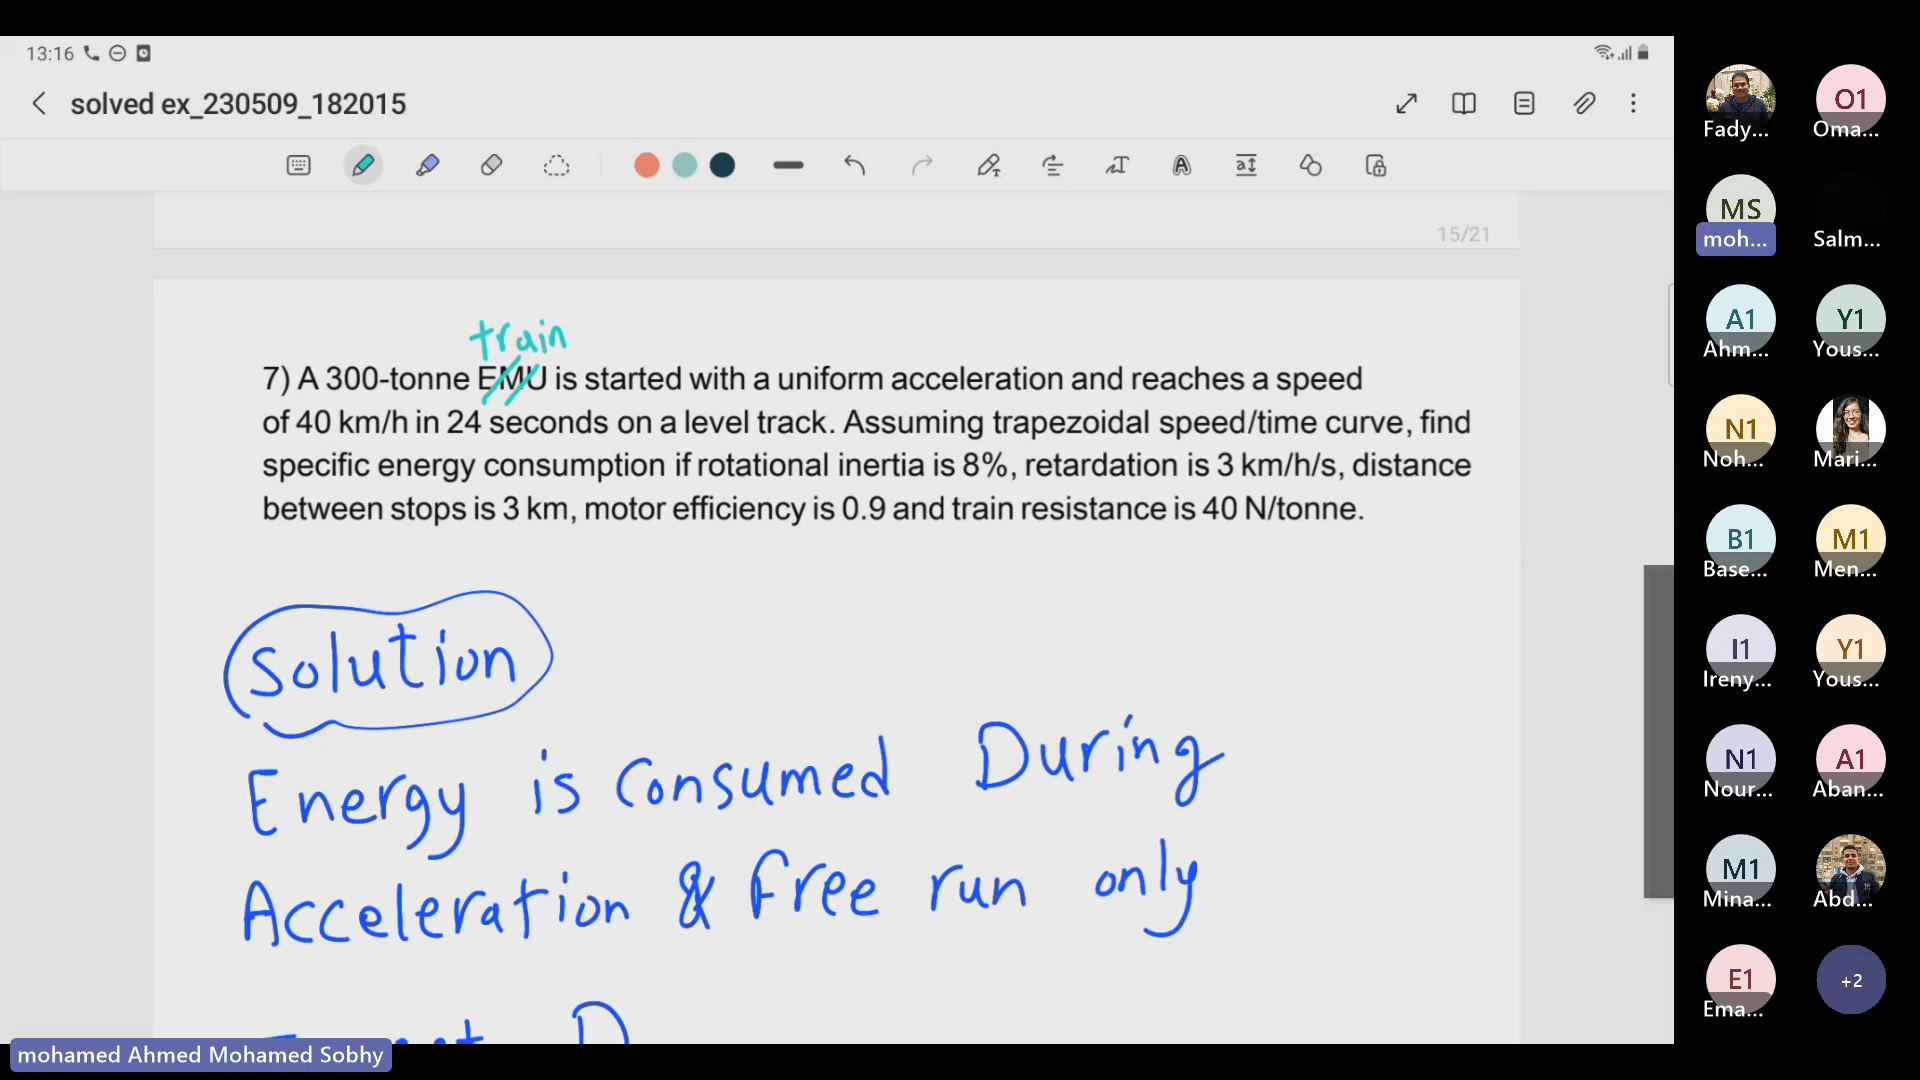 13:16
solved ex_230509_182015
15/21
train
7) A 300-tonne EMU is started with a uniform acceleration and reaches a speed
of 40 km/h in 24 seconds on a level track. Assuming trapezoidal speed/time curve, find
specific energy consumption if rotational inertia is 8%, retardation is 3 km/h/s, distance
between stops is 3 km, motor efficiency is 0.9 and train resistance is 40 N/tonne.
Solution
Energy is Consumed During
Acceleration & Free run only
mohamed Ahmed Mohamed Sobhy
Fady...
O1
Oma...
MS
moh...
Salm...
A1
Ahm...
Y1
Yous...
N1
Noh...
Mari...
B1
Base...
M1
Men...
I1
Ireny...
Y1
Yous...
N1
Nour...
A1
Aban...
M1
Mina...
Abd...
E1
Ema...
+2